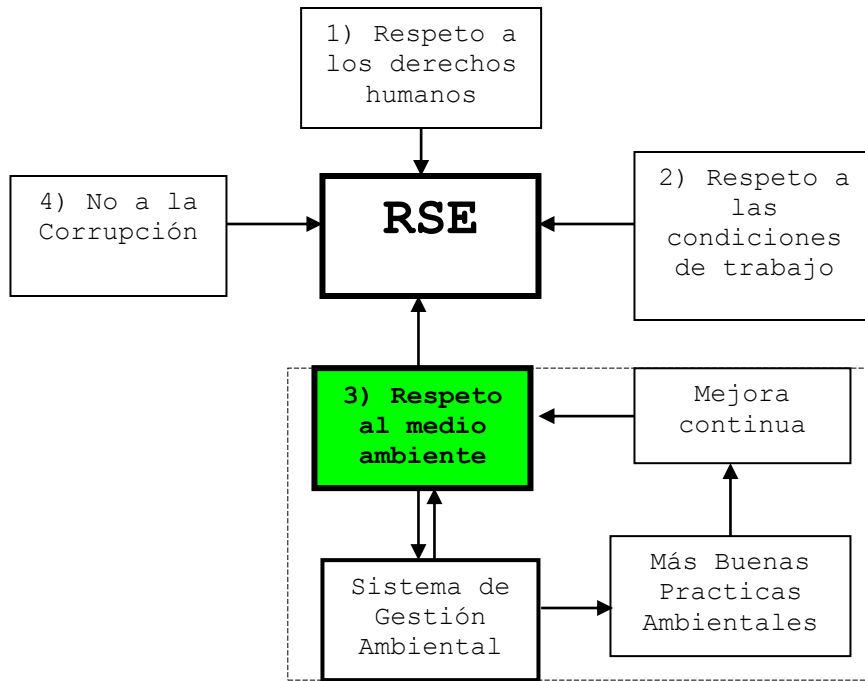 1) Respeto a
los derechos
humanos
4) No a la
Corrupción
RSE
2) Respeto a
las
condiciones
de trabajo
3) Respeto
al medio
ambiente
Mejora
continua
Sistema de
Gestión
Ambiental
Más Buenas
Practicas
Ambientales